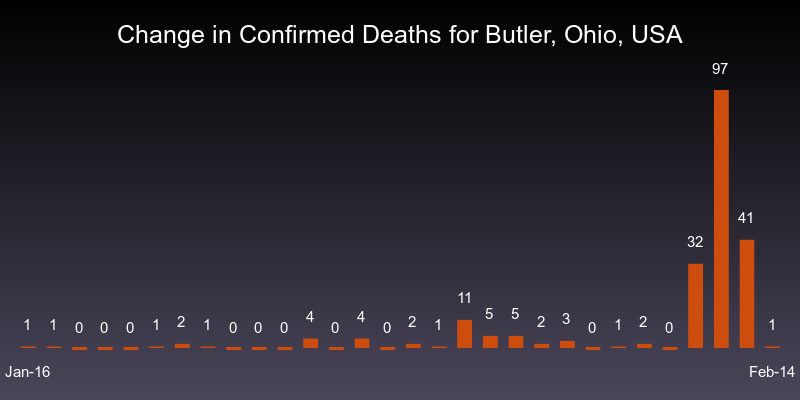 Change in Confirmed Deaths for Butler, Ohio, USA
1 1 0 0 0 1 2 1 0 0 0 4 0 4 0 2 1 11 5 5 2 3 0 1 2 0 32 97 41 1
Jan-16 Feb-14